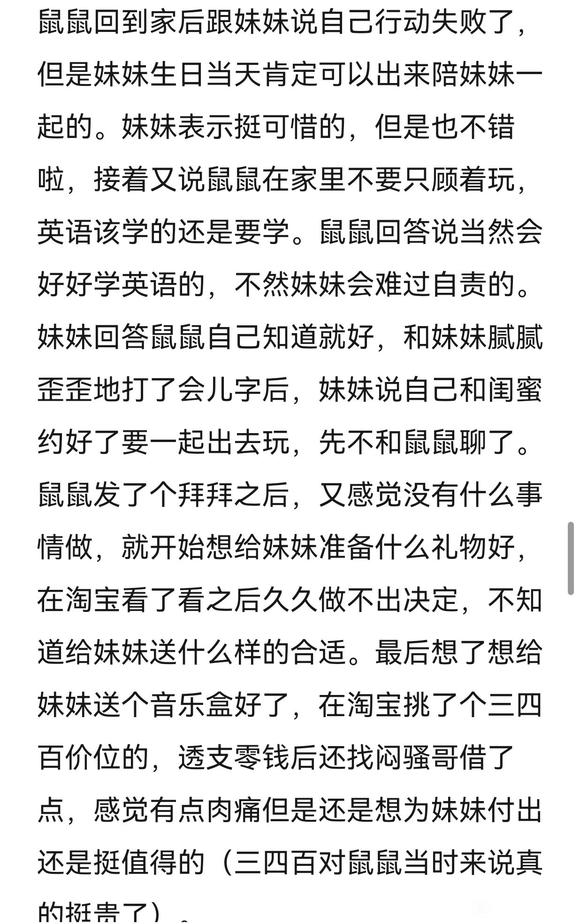 鼠鼠回到家后跟妹妹说自己行动失败了，
但是妹妹生日当天肯定可以出来陪妹妹一
起的。妹妹表示挺可惜的，但是也不错
啦，接着又说鼠鼠在家里不要只顾着玩，
英语该学的还是要学。鼠鼠回答说当然会
好好学英语的，不然妹妹会难过自责的。
妹妹回答鼠鼠自己知道就好，和妹妹腻腻
歪歪地打了会儿字后，妹妹说自己和闺蜜
约好了要一起出去玩，先不和鼠鼠聊了。
鼠鼠发了个拜拜之后，又感觉没有什么事
情做，就开始想给妹妹准备什么礼物好，
在淘宝看了看之后久久做不出决定，不知
道给妹妹送什么样的合适。最后想了想给
妹妹送个音乐盒好了，在淘宝挑了个三四
百价位的，透支零钱后还找闷骚哥借了
点，感觉有点肉痛但是还是想为妹妹付出
还是挺值得的（三四百对鼠鼠当时来说真
的挺贵了）。